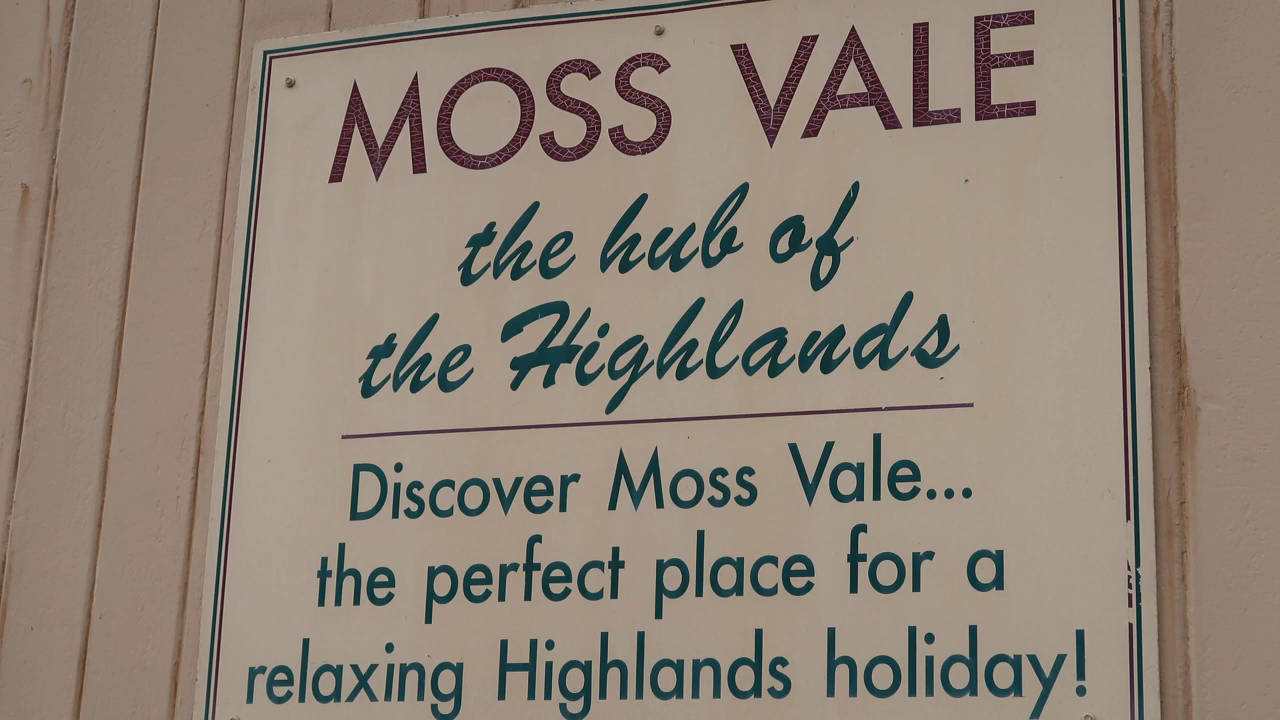 MOSS VALE
the hub of
the Highlands
Discover Moss Vale...
the perfect place for a
relaxing Highlands holiday!